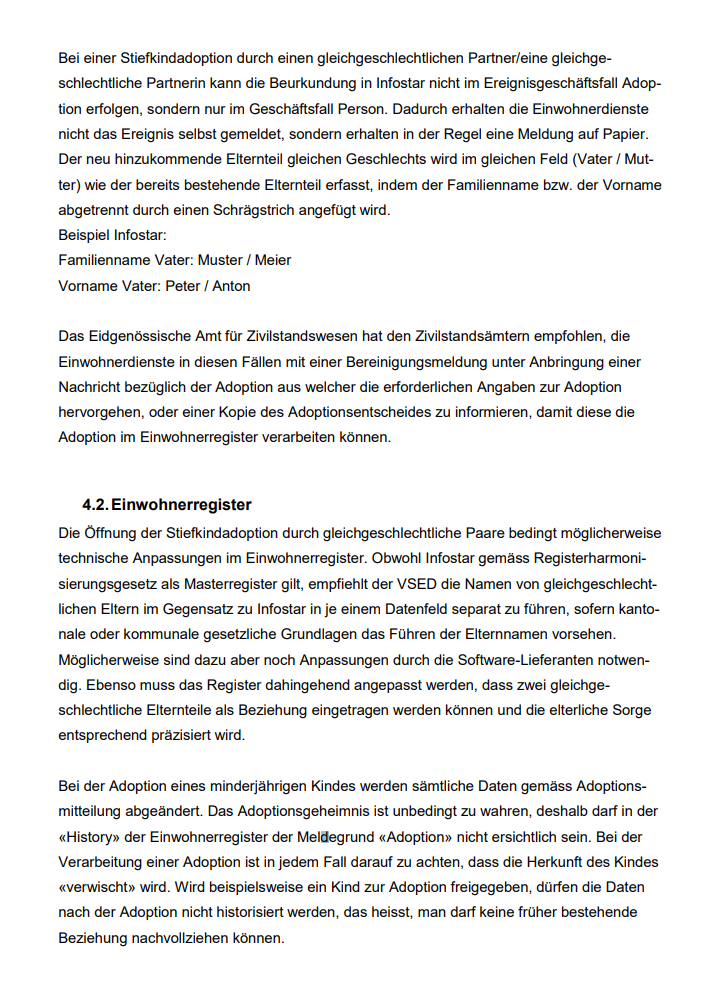 Bei einer Stiefkindadoption durch einen gleichgeschlechtlichen Partner/eine gleichge-
schlechtliche Partnerin kann die Beurkundung in Infostar nicht im Ereignisgeschäftsfall Adop-
tion erfolgen, sondern nur im Geschäftsfall Person. Dadurch erhalten die Einwohnerdienste
nicht das Ereignis selbst gemeldet, sondern erhalten in der Regel eine Meldung auf Papier.
Der neu hinzukommende Elternteil gleichen Geschlechts wird im gleichen Feld (Vater / Mut-
ter) wie der bereits bestehende Elternteil erfasst, indem der Familienname bzw. der Vorname
abgetrennt durch einen Schrägstrich angefügt wird.
Beispiel Infostar:
Familienname Vater: Muster / Meier
Vorname Vater: Peter / Anton
Das Eidgenössische Amt für Zivilstandswesen hat den Zivilstandsämtern empfohlen, die
Einwohnerdienste in diesen Fällen mit einer Bereinigungsmeldung unter Anbringung einer
Nachricht bezüglich der Adoption aus welcher die erforderlichen Angaben zur Adoption
hervorgehen, oder einer Kopie des Adoptionsentscheides zu informieren, damit diese die
Adoption im Einwohnerregister verarbeiten können.
4.2. Einwohnerregister
Die Öffnung der Stiefkindadoption durch gleichgeschlechtliche Paare bedingt möglicherweise
technische Anpassungen im Einwohnerregister. Obwohl Infostar gemäss Registerharmoni-
sierungsgesetz als Masterregister gilt, empfiehlt der VSED die Namen von gleichgeschlecht-
lichen Eltern im Gegensatz zu Infostar in je einem Datenfeld separat zu führen, sofern kanto-
nale oder kommunale gesetzliche Grundlagen das Führen der Elternnamen vorsehen.
Möglicherweise sind dazu aber noch Anpassungen durch die Software-Lieferanten notwen-
dig. Ebenso muss das Register dahingehend angepasst werden, dass zwei gleichge-
schlechtliche Elternteile als Beziehung eingetragen werden können und die elterliche Sorge
entsprechend präzisiert wird.
Bei der Adoption eines minderjährigen Kindes werden sämtliche Daten gemäss Adoptions-
mitteilung abgeändert. Das Adoptionsgeheimnis ist unbedingt zu wahren, deshalb darf in der
«History» der Einwohnerregister der Meldegrund «Adoption» nicht ersichtlich sein. Bei der
Verarbeitung einer Adoption ist in jedem Fall darauf zu achten, dass die Herkunft des Kindes
«verwischt» wird. Wird beispielsweise ein Kind zur Adoption freigegeben, dürfen die Daten
nach der Adoption nicht historisiert werden, das heisst, man darf keine früher bestehende
Beziehung nachvollziehen können.